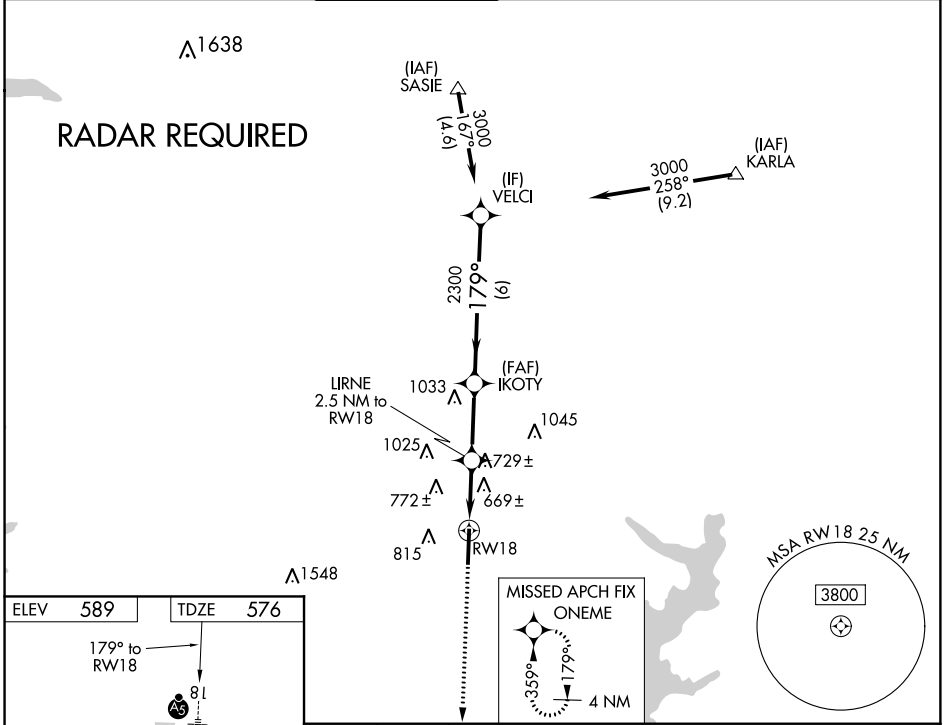 1638
RADAR REQUIRED
(IAF)
SASIE
3000
167°
(4.6)
(IAF)
KARLA
3000
258°
(9.2)
(IF)
VELCI
2300
179°
(6)
(FAF)
IKOTY
LIRNE
2.5 NM to
RW18
1033
1045
1025
729±
772±
669±
815
RW18
1548
MSA RW18 25 NM
3800
MISSED APCH FIX
ONEME
359°
179°
4 NM
ELEV 589
TDZE 576
179° to
RW18
18
A5